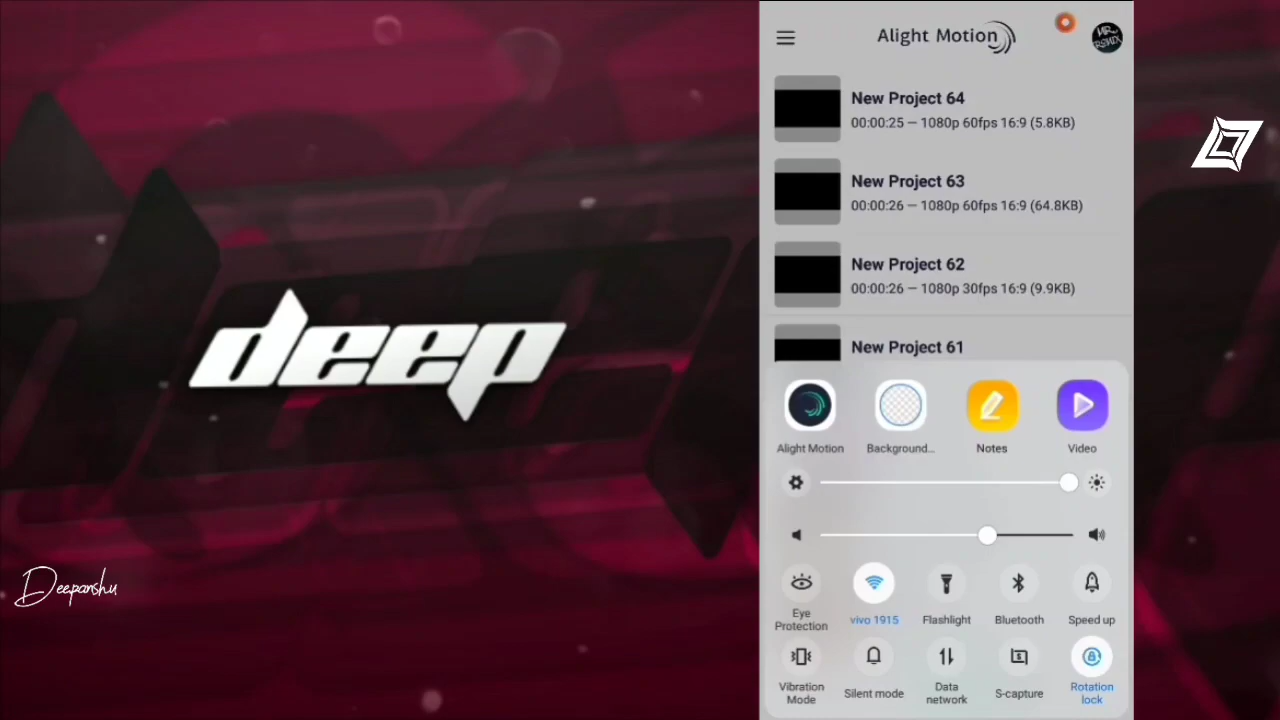 Alight Motion
MR.
REMIX
New Project 64
00:00:25 — 1080p 60fps 16:9 (5.8KB)
New Project 63
00:00:26 — 1080p 60fps 16:9 (64.8KB)
New Project 62
00:00:26 — 1080p 30fps 16:9 (9.9KB)
New Project 61
deep
Alight Motion
Background...
Notes
Video
Eye
Protection
vivo 1915
Flashlight
Bluetooth
Speed up
Vibration
Mode
Silent mode
Data
network
S-capture
Rotation
lock
Deepanshu